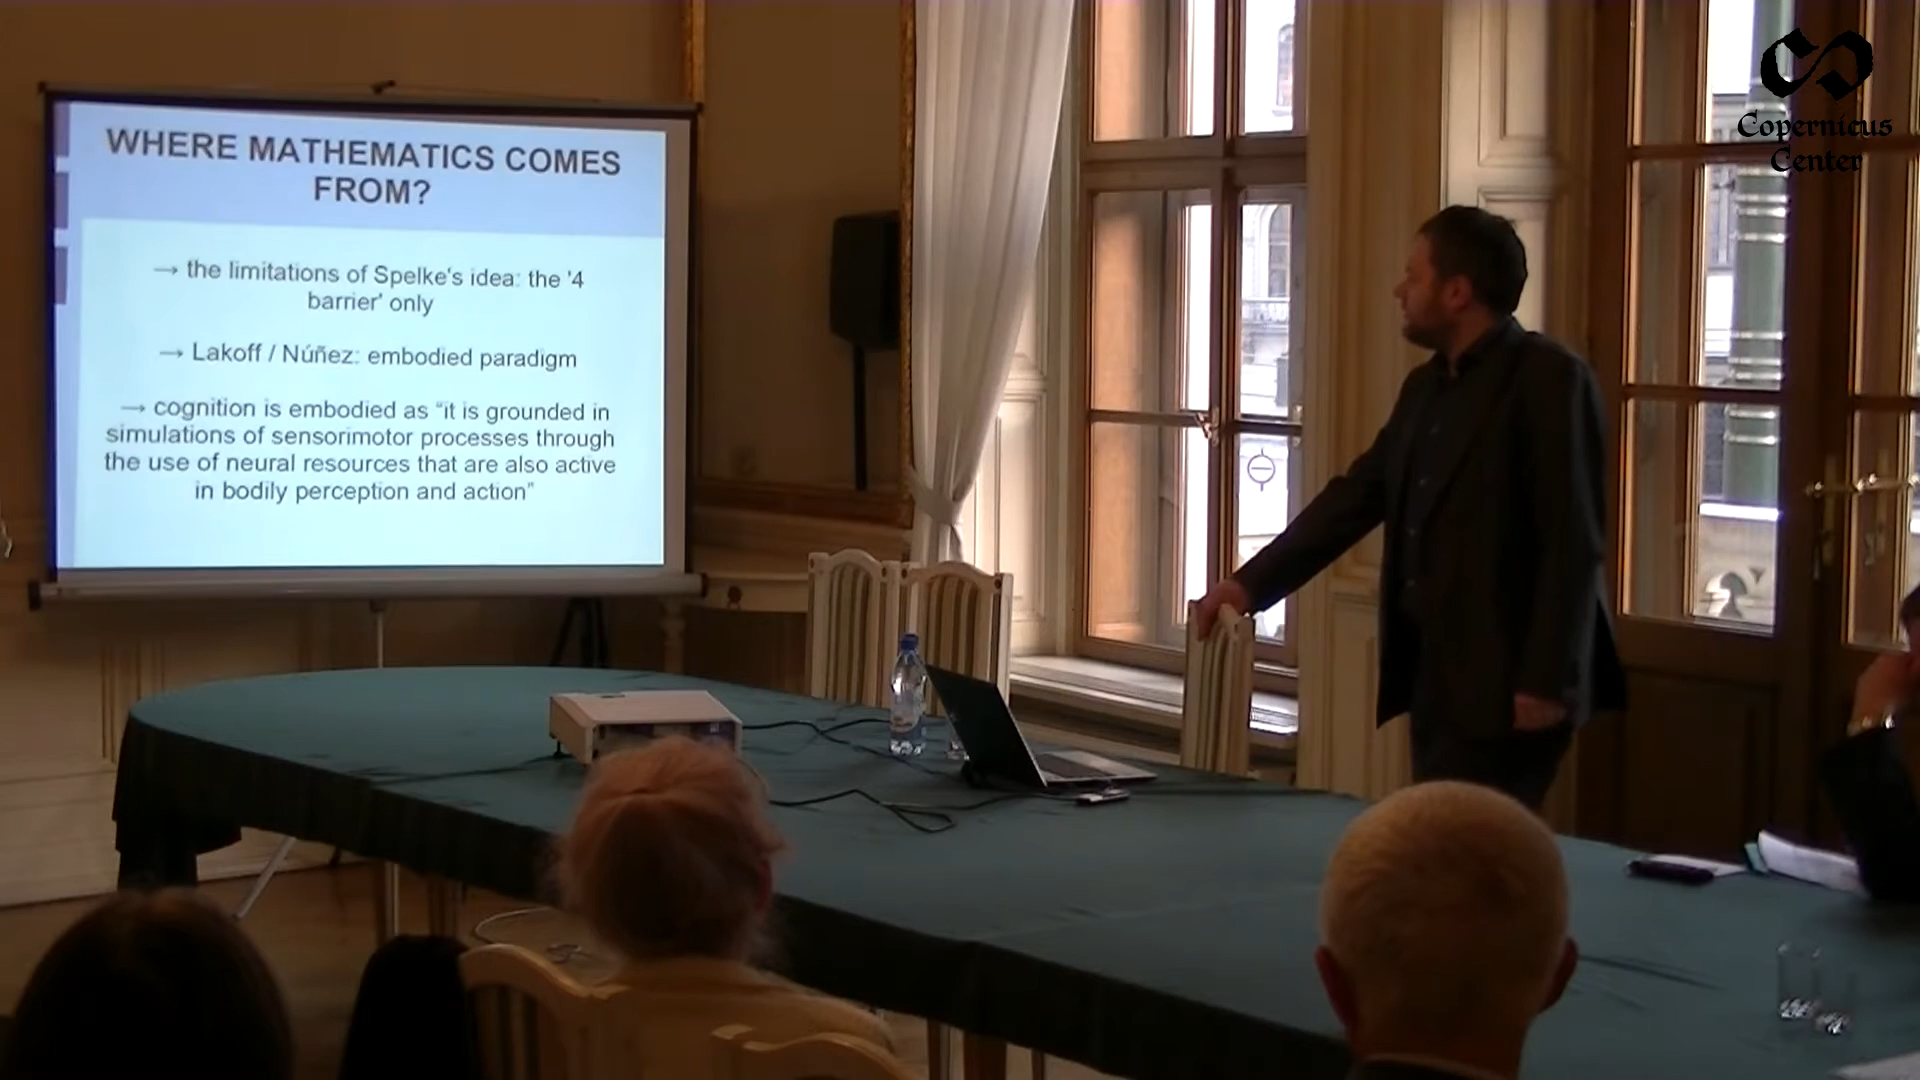 WHERE MATHEMATICS COMES
FROM?
→ the limitations of Spelke's idea: the '4
barrier' only
→ Lakoff / Núñez: embodied paradigm
→ cognition is embodied as “it is grounded in
simulations of sensorimotor processes through
the use of neural resources that are also active
in bodily perception and action”
Copernicus
Center